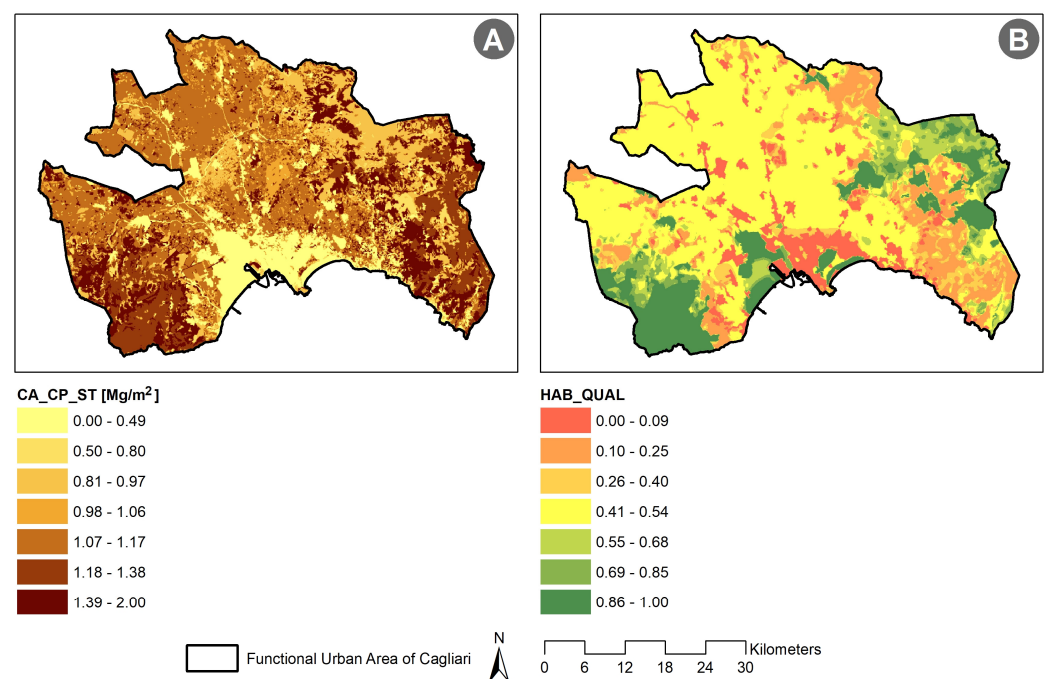 A
B
CA_CP_ST [Mg/m²]
0.00 - 0.49
0.50 - 0.80
0.81 - 0.97
0.98 - 1.06
1.07 - 1.17
1.18 - 1.38
1.39 - 2.00
HAB_QUAL
0.00 - 0.09
0.10 - 0.25
0.26 - 0.40
0.41 - 0.54
0.55 - 0.68
0.69 - 0.85
0.86 - 1.00
Functional Urban Area of Cagliari
N
Kilometers
0 6 12 18 24 30